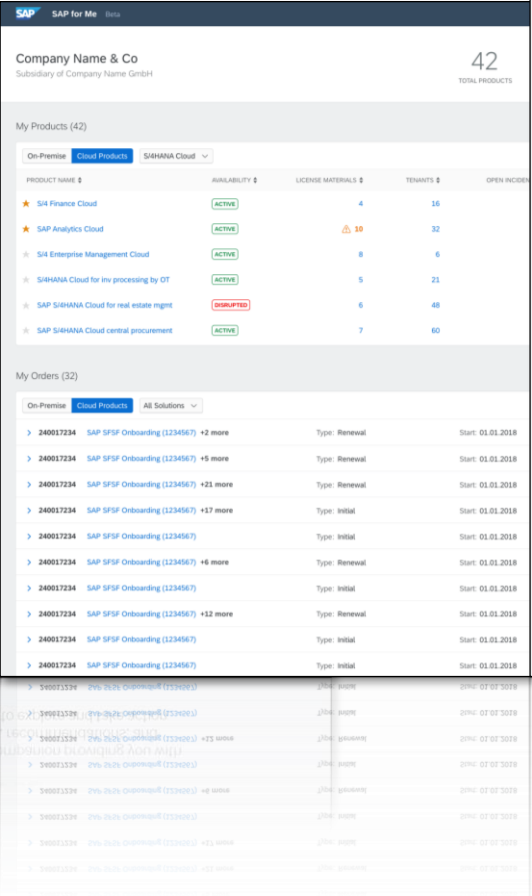 SAP SAP for Me Beta
Company Name & Co
Subsidiary of Company Name GmbH
42
TOTAL PRODUCTS
My Products (42)
On-Premise Cloud Products S/4HANA Cloud
PRODUCT NAME AVAILABILITY LICENSE MATERIALS TENANTS OPEN INCIDEN
S/4 Finance Cloud ACTIVE 4 16
SAP Analytics Cloud ACTIVE 10 32
S/4 Enterprise Management Cloud ACTIVE 8 6
S/4HANA Cloud for inv processing by OT ACTIVE 5 21
SAP S/4HANA Cloud for real estate mgmt DISRUPTED 6 48
SAP S/4HANA Cloud central procurement ACTIVE 7 60
My Orders (32)
On-Premise Cloud Products All Solutions
240017234 SAP SFSF Onboarding (1234567) +2 more Type: Renewal Start: 01.01.2018
240017234 SAP SFSF Onboarding (1234567) +5 more Type: Renewal Start: 01.01.2018
240017234 SAP SFSF Onboarding (1234567) +21 more Type: Renewal Start: 01.01.2018
240017234 SAP SFSF Onboarding (1234567) +17 more Type: Initial Start: 01.01.2018
240017234 SAP SFSF Onboarding (1234567) Type: Initial Start: 01.01.2018
240017234 SAP SFSF Onboarding (1234567) +6 more Type: Renewal Start: 01.01.2018
240017234 SAP SFSF Onboarding (1234567) Type: Initial Start: 01.01.2018
240017234 SAP SFSF Onboarding (1234567) +12 more Type: Renewal Start: 01.01.2018
240017234 SAP SFSF Onboarding (1234567) Type: Initial Start: 01.01.2018
240017234 SAP SFSF Onboarding (1234567) Type: Initial Start: 01.01.2018